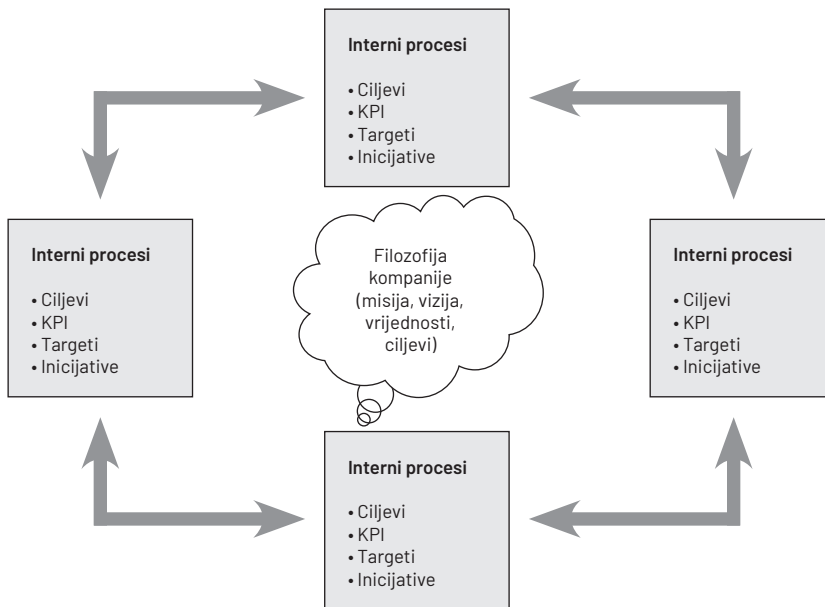 Interni procesi
• Ciljevi
• KPI
• Targeti
• Inicijative
Interni procesi
• Ciljevi
• KPI
• Targeti
• Inicijative
Filozofija
kompanije
(misija, vizija,
vrijednosti,
ciljevi)
Interni procesi
• Ciljevi
• KPI
• Targeti
• Inicijative
Interni procesi
• Ciljevi
• KPI
• Targeti
• Inicijative